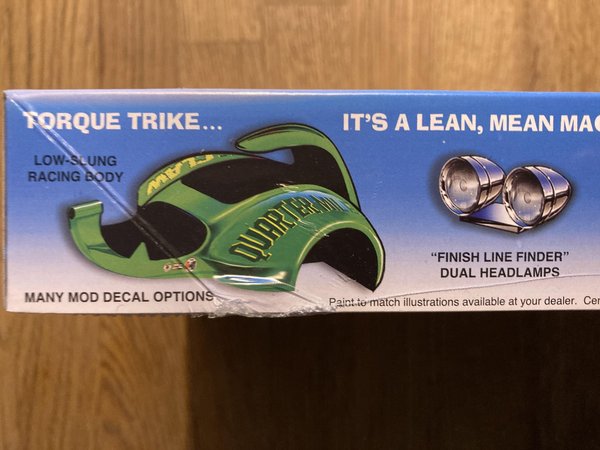 TORQUE TRIKE...
IT'S A LEAN, MEAN
LOW-SLUNG
RACING BODY
QUARTER
"FINISH LINE FINDER"
DUAL HEADLAMPS
MANY MOD DECAL OPTIONS
Paint to match illustrations available at your dealer.